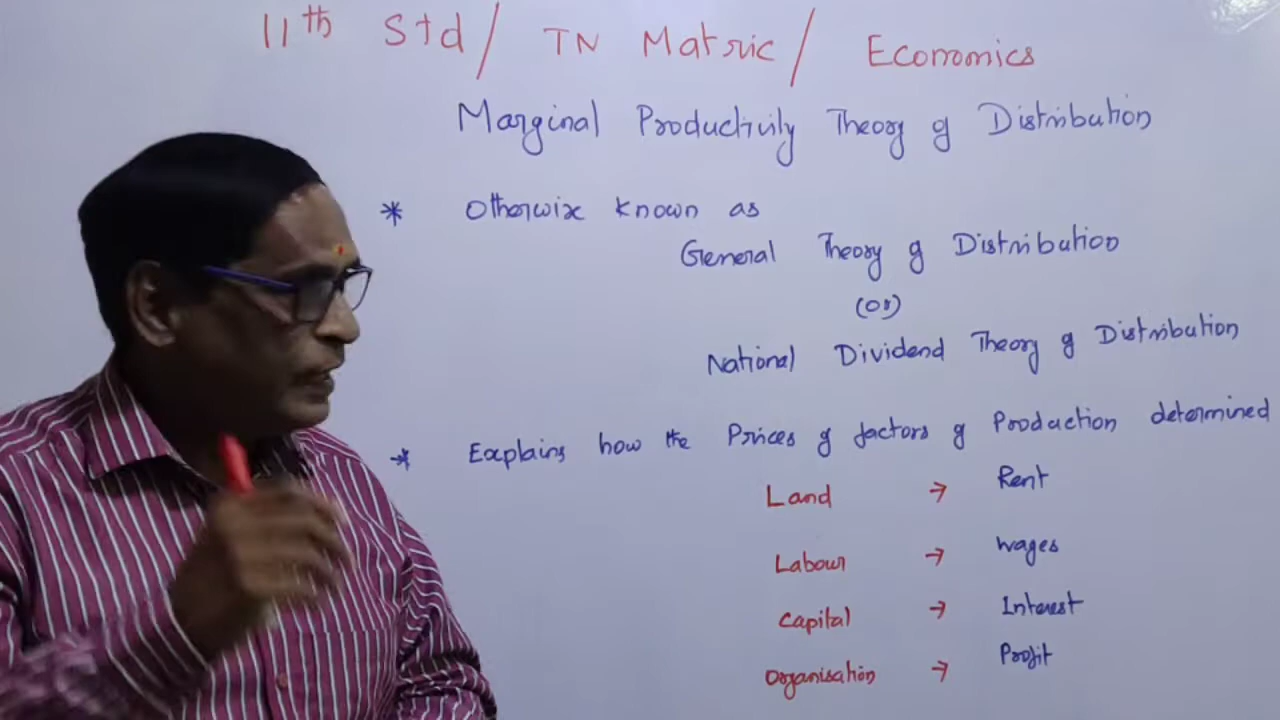 11th Std / TN Matric / Economics
Marginal Productivity Theory of Distribution
* Otherwise known as
General Theory of Distribution
(or)
National Dividend Theory of Distribution
* Explains how the Prices of factors of Production determined
Land → Rent
Labour → Wages
Capital → Interest
Organisation → Profit